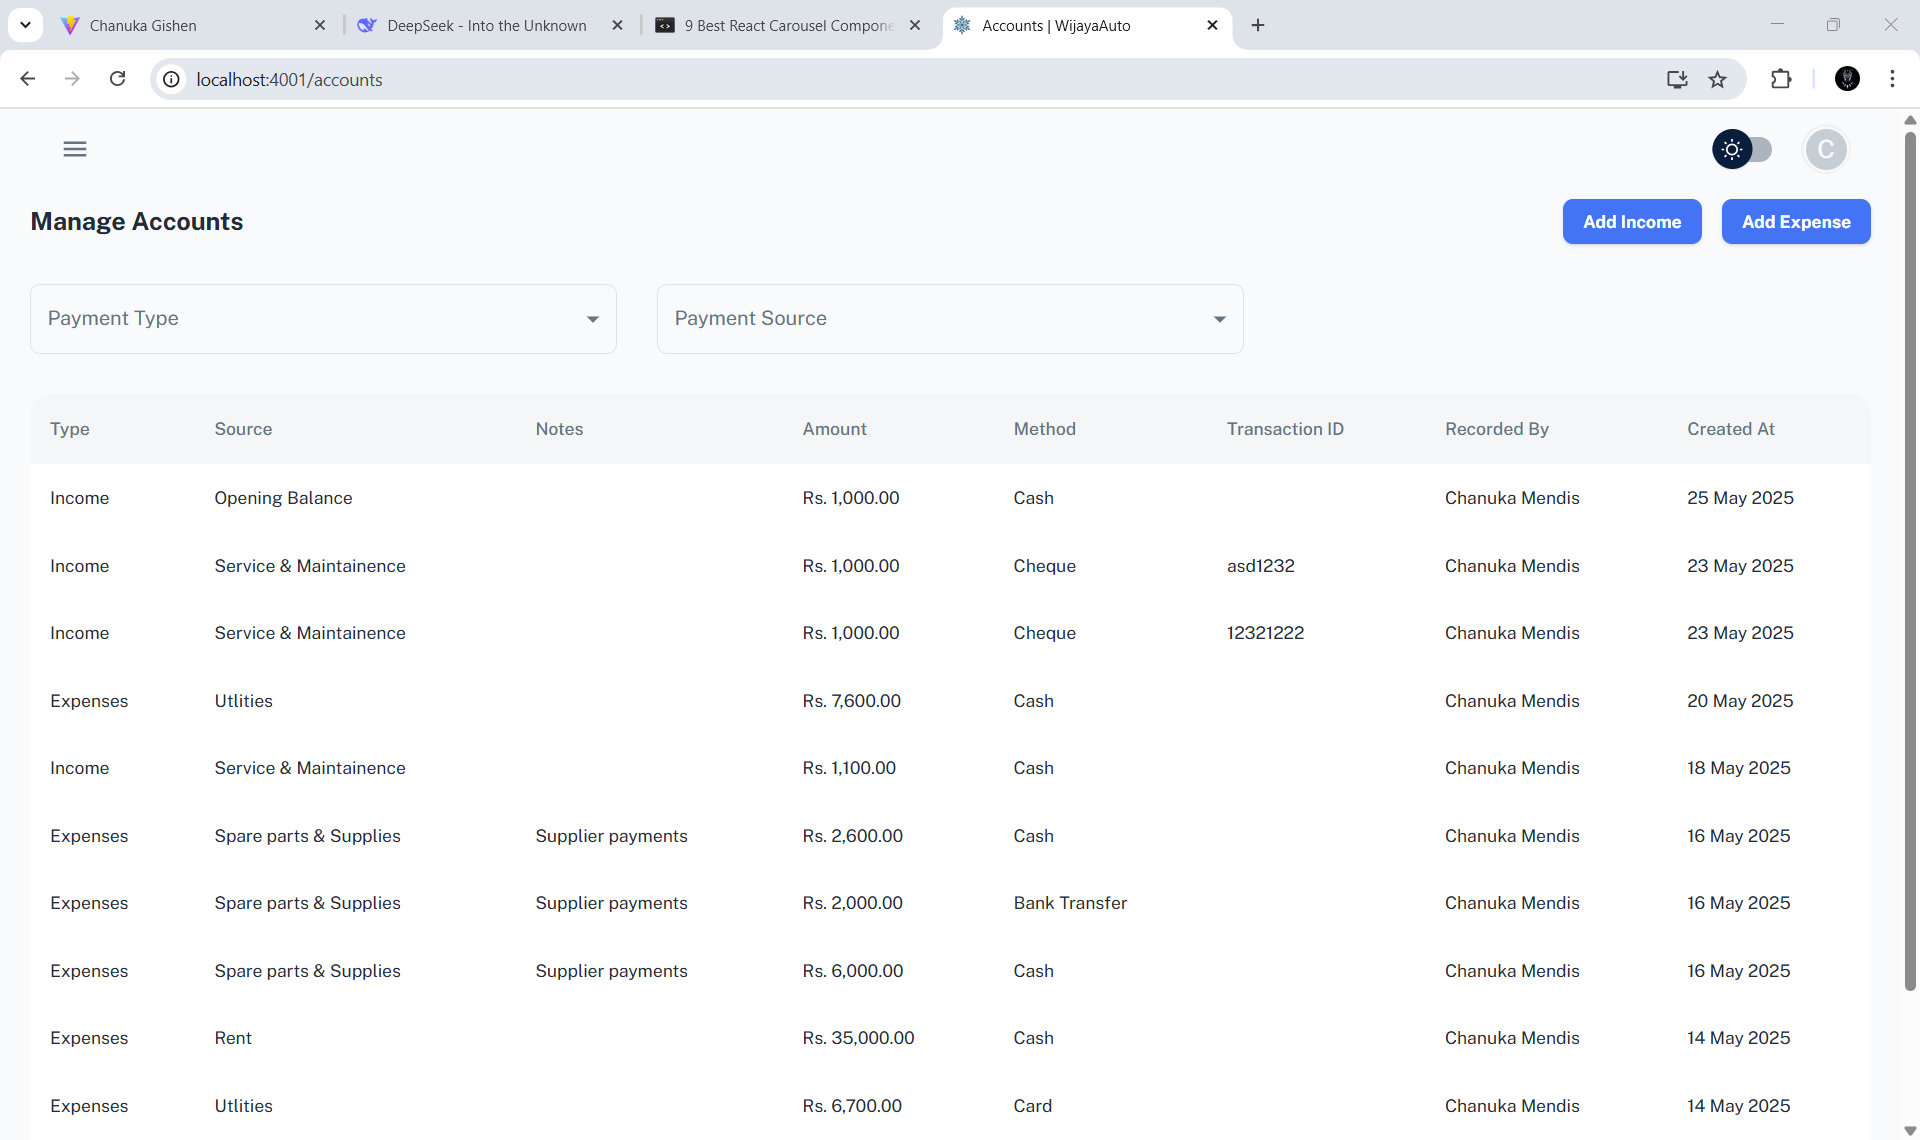 Chanuka Gishen
DeepSeek - Into the Unknown
9 Best React Carousel Compone
Accounts | WijayaAuto
localhost:4001/accounts
C
Manage Accounts
Add Income
Add Expense
Payment Type
Payment Source
Type Source Notes Amount Method Transaction ID Recorded By Created At
Income Opening Balance Rs. 1,000.00 Cash Chanuka Mendis 25 May 2025
Income Service & Maintainence Rs. 1,000.00 Cheque asd1232 Chanuka Mendis 23 May 2025
Income Service & Maintainence Rs. 1,000.00 Cheque 12321222 Chanuka Mendis 23 May 2025
Expenses Utlities Rs. 7,600.00 Cash Chanuka Mendis 20 May 2025
Income Service & Maintainence Rs. 1,100.00 Cash Chanuka Mendis 18 May 2025
Expenses Spare parts & Supplies Supplier payments Rs. 2,600.00 Cash Chanuka Mendis 16 May 2025
Expenses Spare parts & Supplies Supplier payments Rs. 2,000.00 Bank Transfer Chanuka Mendis 16 May 2025
Expenses Spare parts & Supplies Supplier payments Rs. 6,000.00 Cash Chanuka Mendis 16 May 2025
Expenses Rent Rs. 35,000.00 Cash Chanuka Mendis 14 May 2025
Expenses Utlities Rs. 6,700.00 Card Chanuka Mendis 14 May 2025